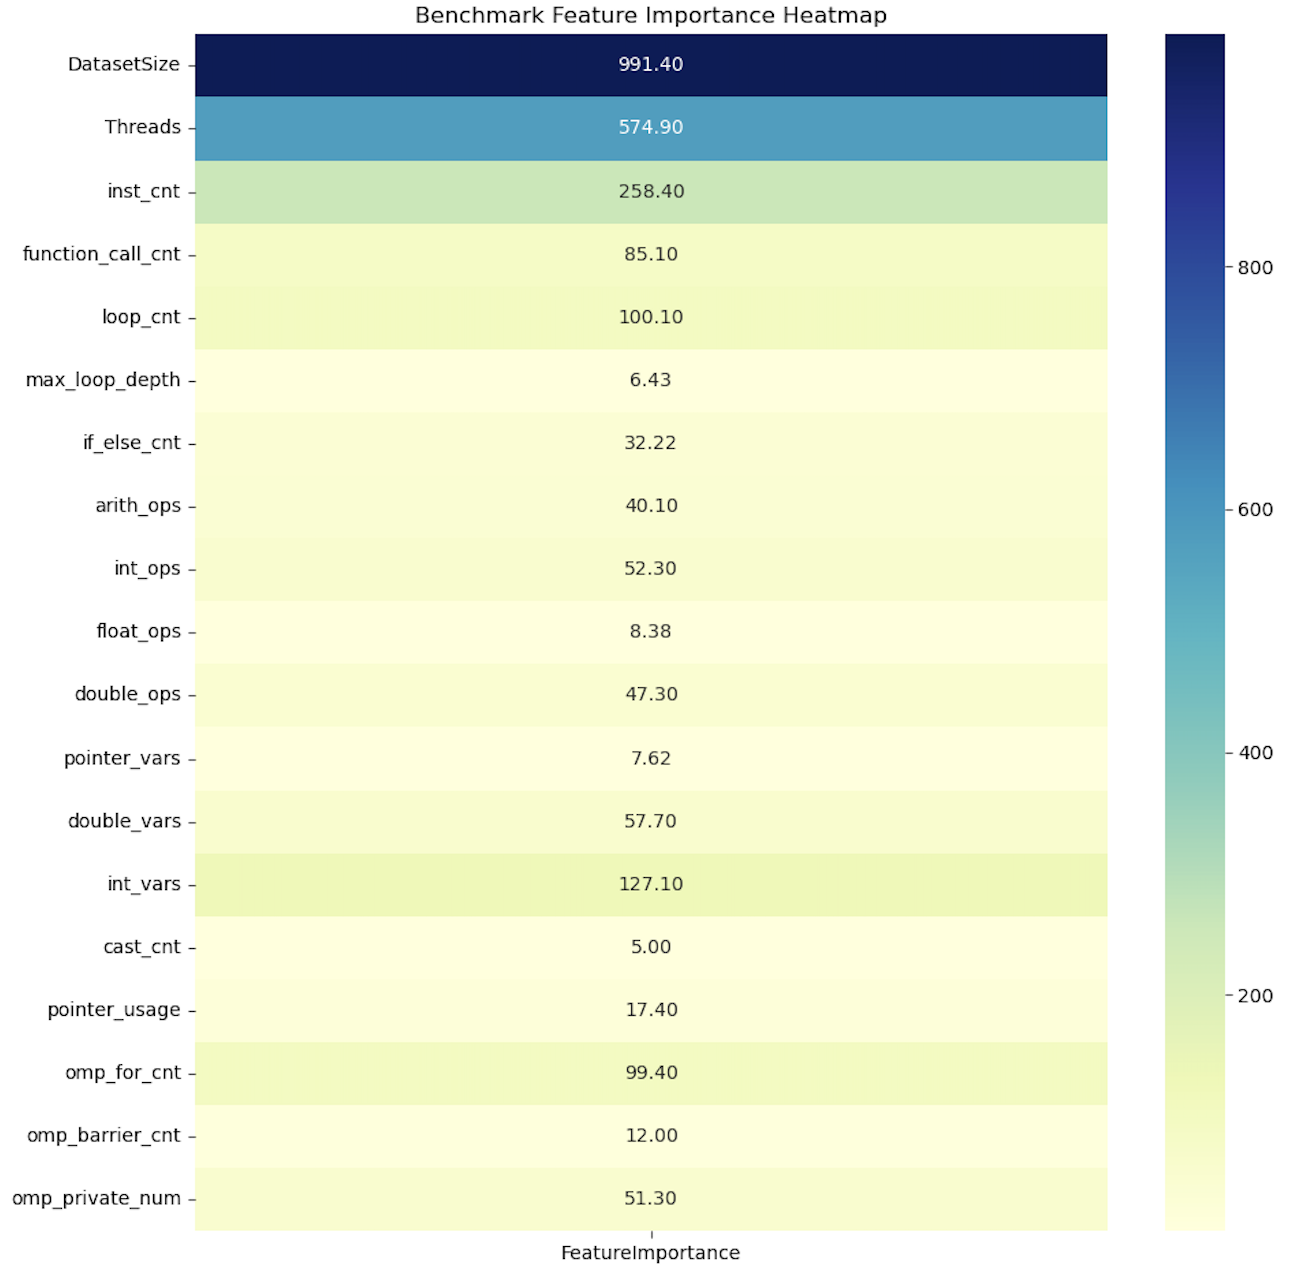 Benchmark Feature Importance Heatmap
DatasetSize 991.40
Threads 574.90
inst_cnt 258.40
function_call_cnt 85.10
loop_cnt 100.10
max_loop_depth 6.43
if_else_cnt 32.22
arith_ops 40.10
int_ops 52.30
float_ops 8.38
double_ops 47.30
pointer_vars 7.62
double_vars 57.70
int_vars 127.10
cast_cnt 5.00
pointer_usage 17.40
omp_for_cnt 99.40
omp_barrier_cnt 12.00
omp_private_num 51.30
FeatureImportance
800
600
400
200